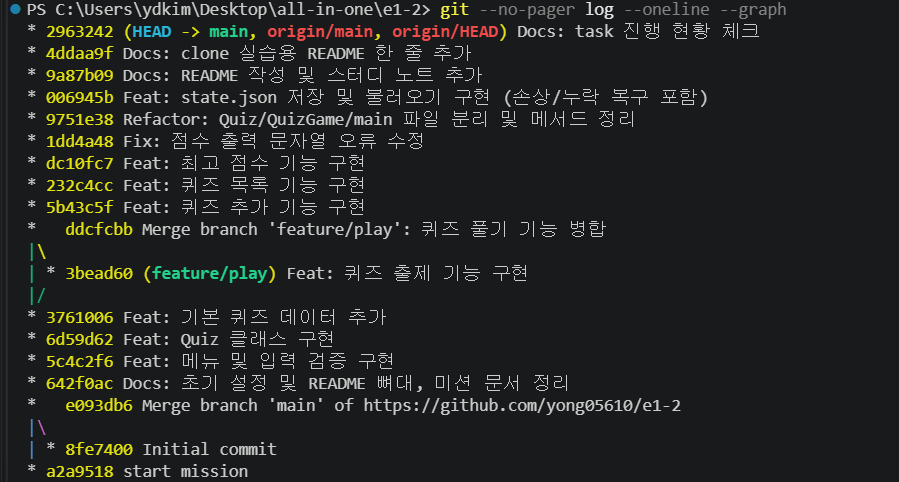 PS C:\Users\ydkim\Desktop\all-in-one\e1-2> git --no-pager log --oneline --graph
* 2963242 (HEAD -> main, origin/main, origin/HEAD) Docs: task 진행 현황 체크
* 4ddaa9f Docs: clone 실습용 README 한 줄 추가
* 9a87b09 Docs: README 작성 및 스터디 노트 추가
* 006945b Feat: state.json 저장 및 불러오기 구현 (손상/누락 복구 포함)
* 9751e38 Refactor: Quiz/QuizGame/main 파일 분리 및 메서드 정리
* 1dd4a48 Fix: 점수 출력 문자열 오류 수정
* dc10fc7 Feat: 최고 점수 기능 구현
* 232c4cc Feat: 퀴즈 목록 기능 구현
* 5b43c5f Feat: 퀴즈 추가 기능 구현
*   ddcfcbb Merge branch 'feature/play': 퀴즈 풀기 기능 병합
|\
| * 3bead60 (feature/play) Feat: 퀴즈 출제 기능 구현
|/
* 3761006 Feat: 기본 퀴즈 데이터 추가
* 6d59d62 Feat: Quiz 클래스 구현
* 5c4c2f6 Feat: 메뉴 및 입력 검증 구현
* 642f0ac Docs: 초기 설정 및 README 뼈대, 미션 문서 정리
*   e093db6 Merge branch 'main' of https://github.com/yong05610/e1-2
|\
| * 8fe7400 Initial commit
* a2a9518 start mission